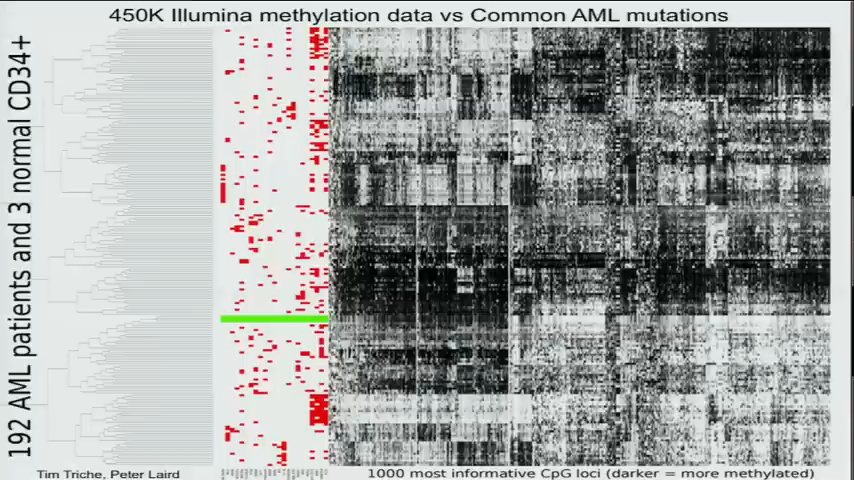 450K Illumina methylation data vs Common AML mutations
192 AML patients and 3 normal CD34+
Tim Triche, Peter Laird
1000 most informative CpG loci (darker = more methylated)